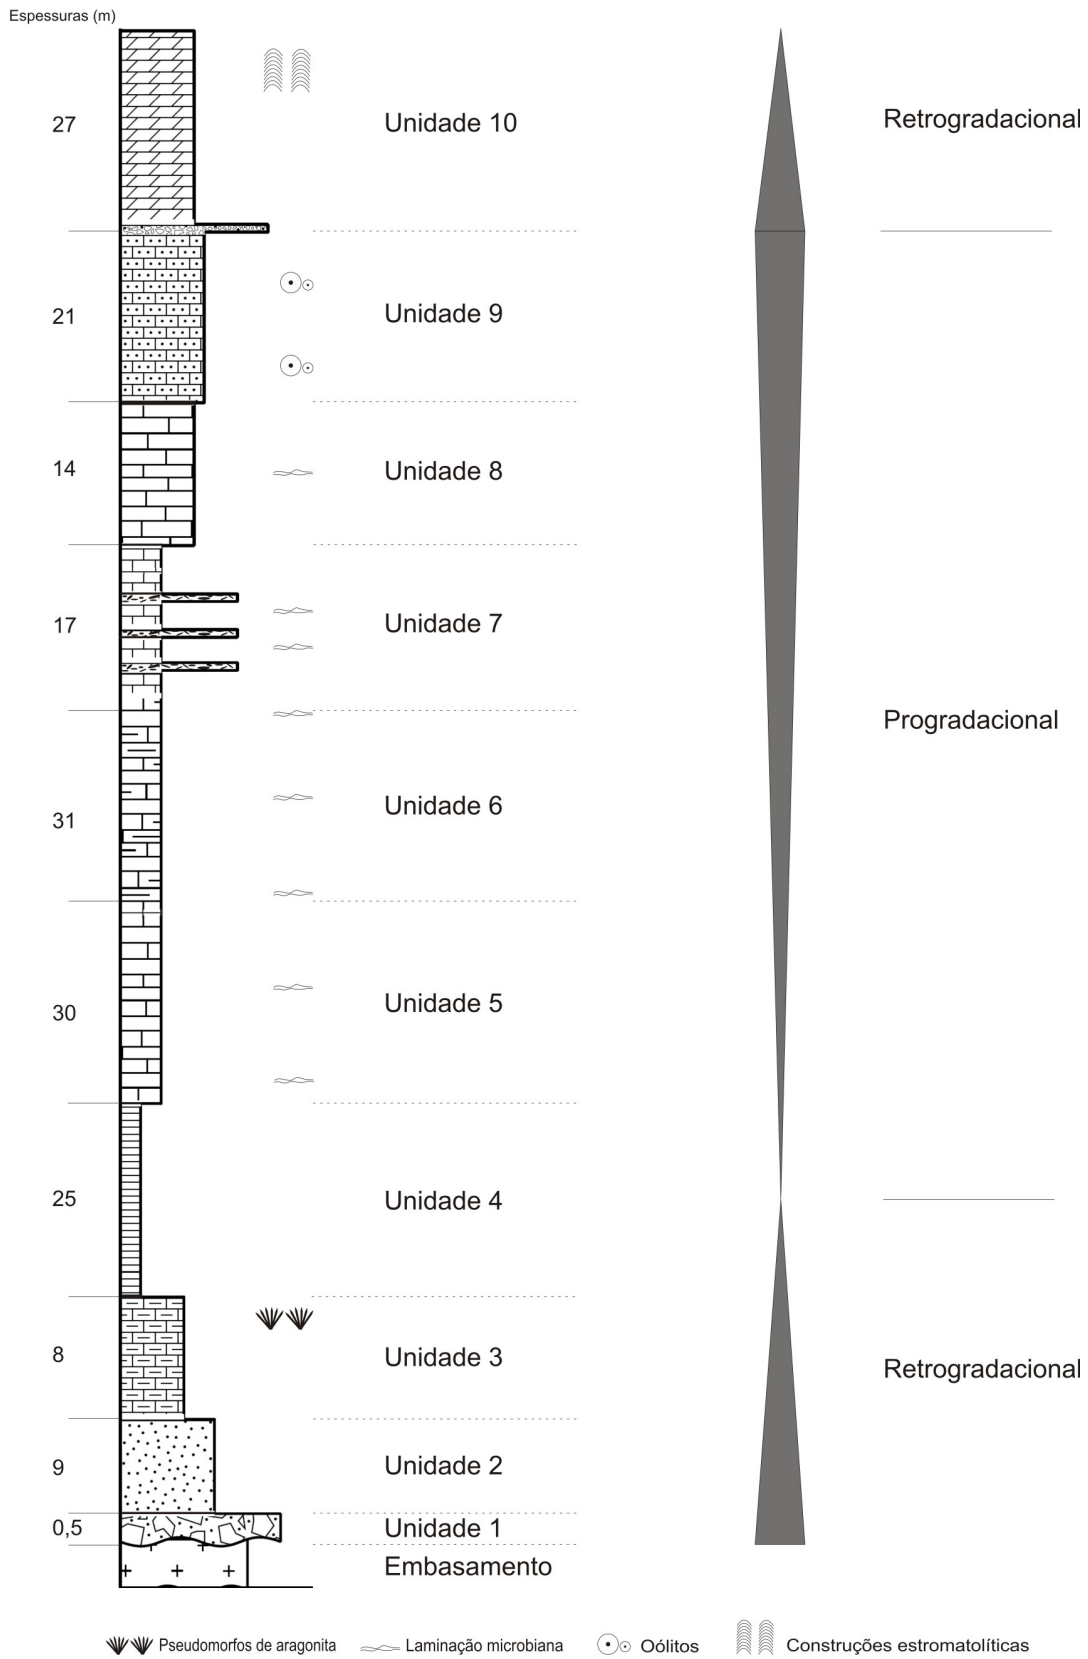 Espessuras (m)
27
Unidade 10
Retrogradacional
21
Unidade 9
14
Unidade 8
17
Unidade 7
Progradacional
31
Unidade 6
30
Unidade 5
25
Unidade 4
8
Unidade 3
Retrogradacional
9
Unidade 2
0,5
Unidade 1
Embasamento
Pseudomorfos de aragonita
Laminação microbiana
Oólitos
Construções estromatolíticas